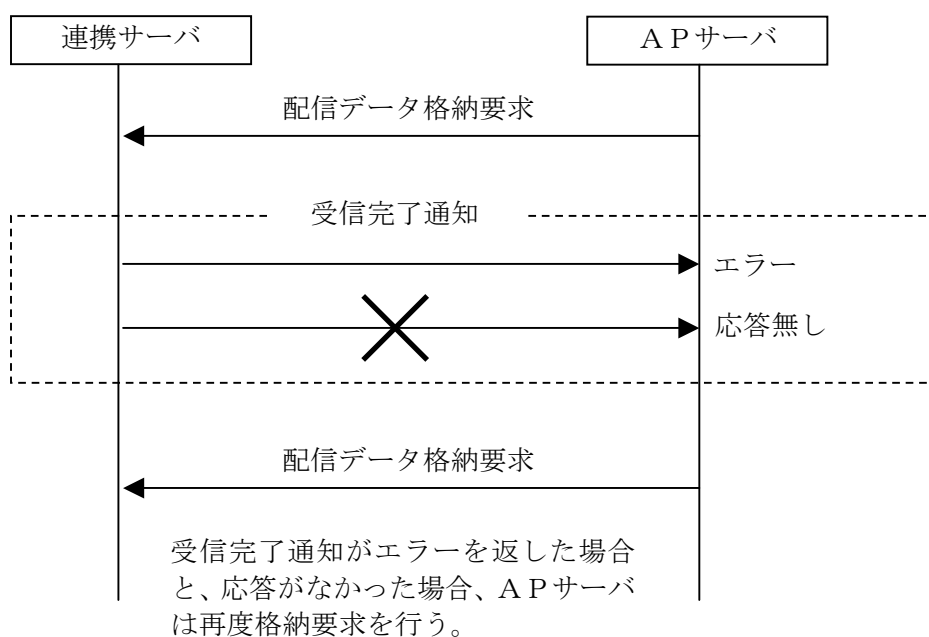 連携サーバ
ＡＰサーバ
配信データ格納要求
受信完了通知
エラー
応答無し
配信データ格納要求
受信完了通知がエラーを返した場合
と、応答がなかった場合、ＡＰサーバ
は再度格納要求を行う。